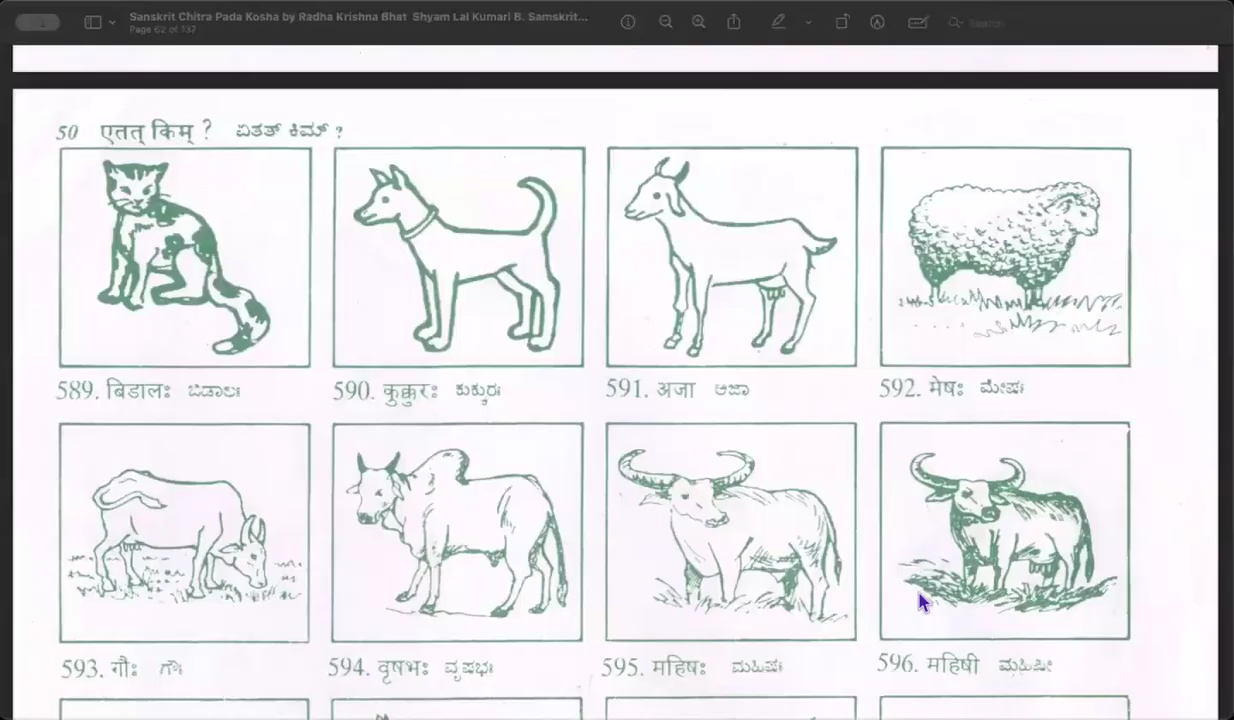 Sanskrit Chitra Pada Kosha by Radha Krishna Bhat Shyam Lal Kumari B. Samskrit...
Page 62 of 137
Search
50 एतत् किम् ? ಏತತ್ ಕಿಮ್ ?
589. बिडालः ಬಿಡಾಲಃ 590. कुक्कुरः ಕುಕ್ಕುರಃ 591. अजा ಅಜಾ 592. मेषः ಮೇಷಃ
593. गौः ಗೌಃ 594. वृषभः ವೃಷಭಃ 595. महिषः ಮಹಿಷಃ 596. महिषी ಮಹಿಷೀ